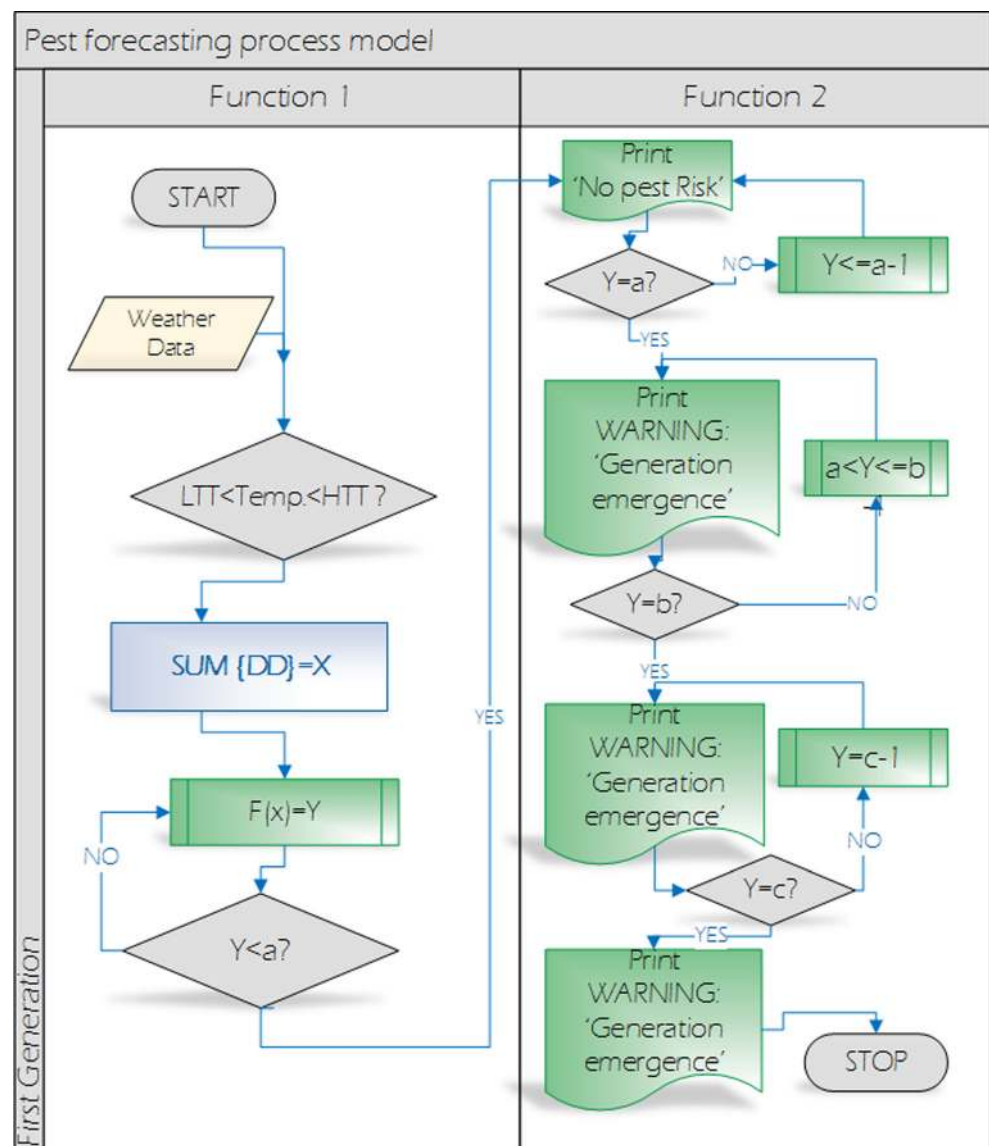 Pest forecasting process model
Function 1
Function 2
First Generation
START
Weather
Data
LTT<Temp.<HTT ?
SUM {DD}=X
F(x)=Y
NO
Y<a?
YES
Print
‘No pest Risk’
Y=a?
NO
Y<=a-1
YES
Print
WARNING:
‘Generation
emergence’
a<Y<=b
Y=b?
NO
YES
Print
WARNING:
‘Generation
emergence’
Y=c-1
NO
Y=c?
YES
Print
WARNING:
‘Generation
emergence’
STOP